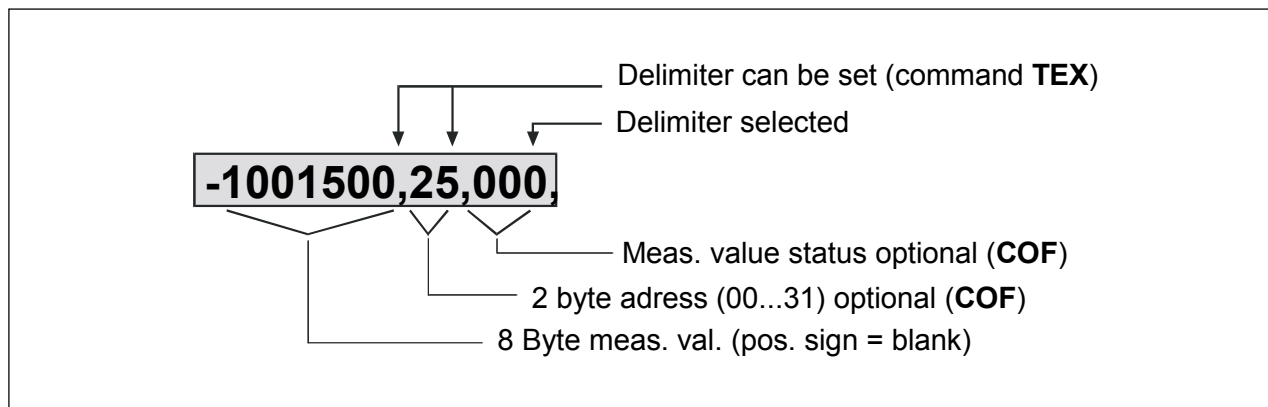 Delimiter can be set (command TEX)
Delimiter selected
-1001500,25,000,
Meas. value status optional (COF)
2 byte adress (00...31) optional (COF)
8 Byte meas. val. (pos. sign = blank)